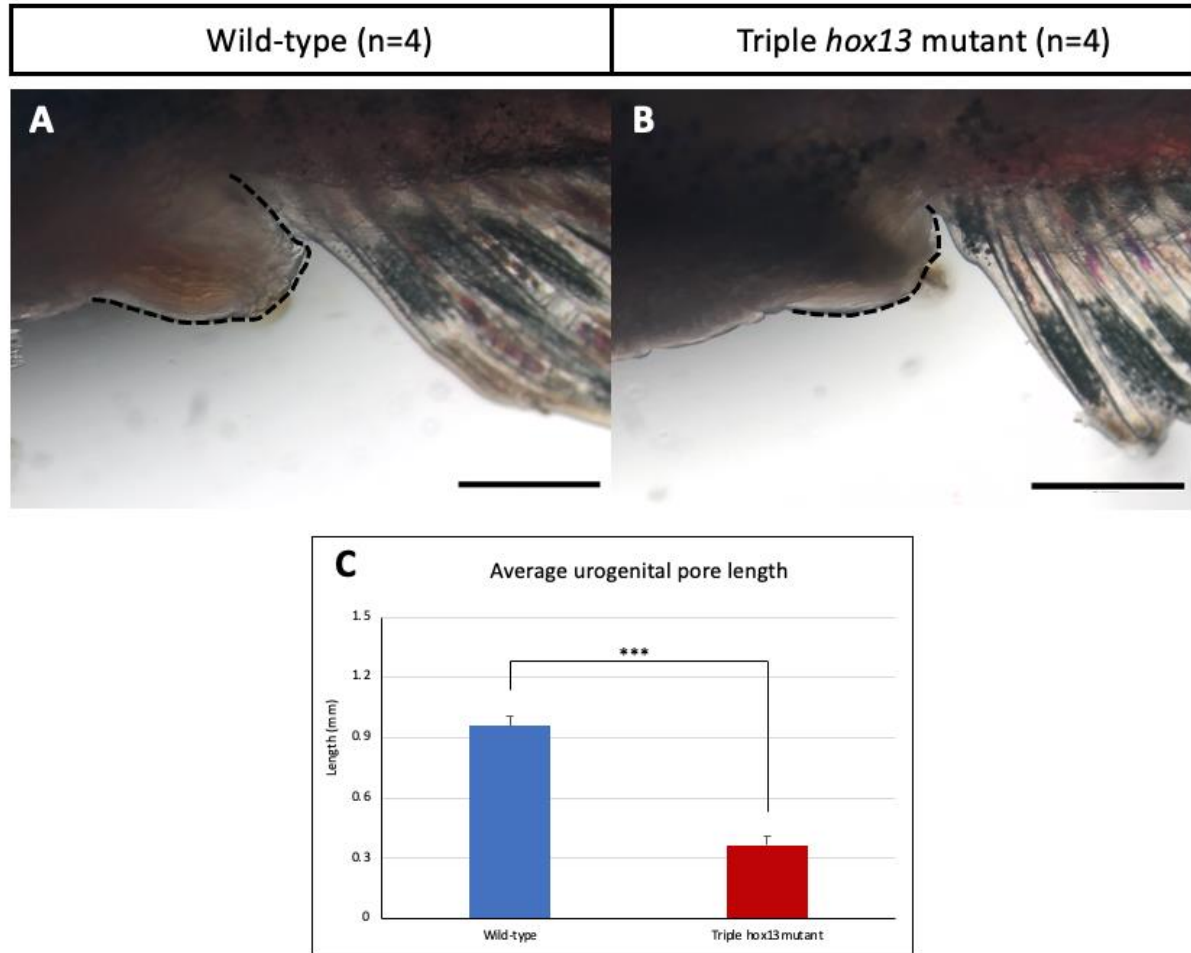 Wild-type (n=4)
Triple hox13 mutant (n=4)
A
B
C
Average urogenital pore length
1.5
1.2
0.9
0.6
0.3
0
Length (mm)
***
Wild-type
Triple hox13 mutant